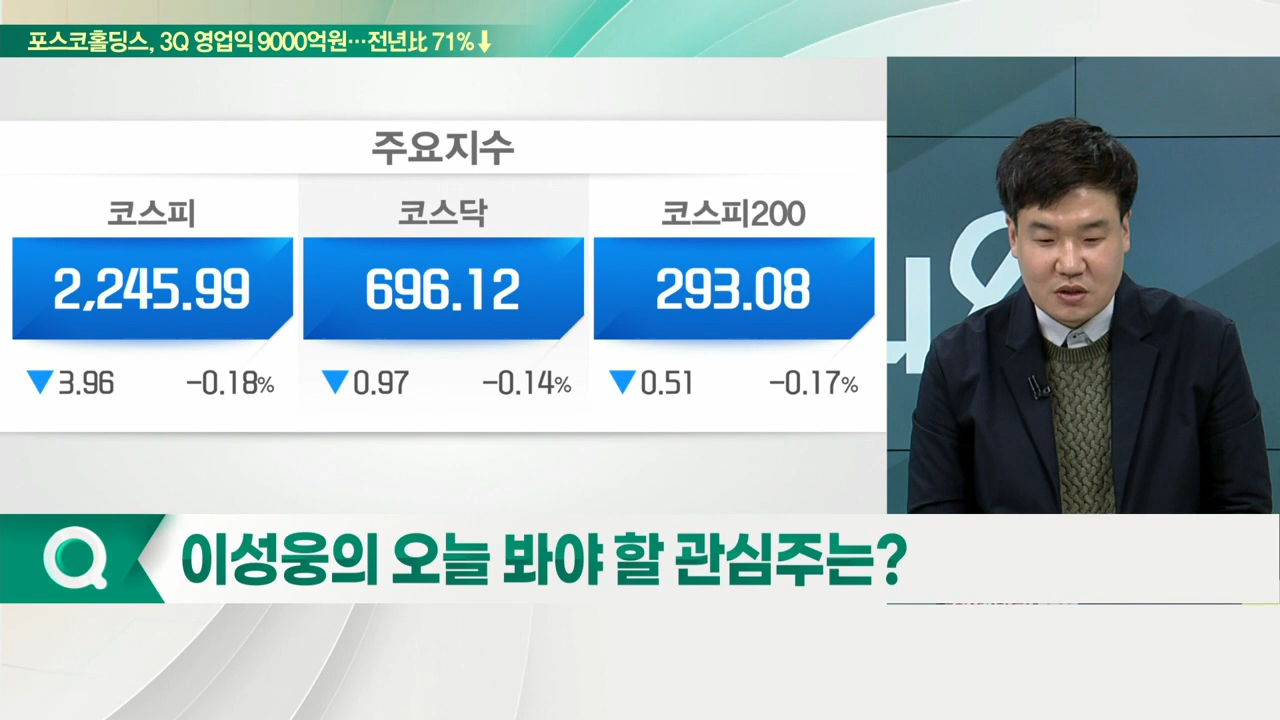 포스코홀딩스, 3Q 영업익 9000억원…전년比 71%↓
주요지수
코스피 코스닥 코스피200
2,245.99 696.12 293.08
▼3.96 -0.18% ▼0.97 -0.14% ▼0.51 -0.17%
이성웅의 오늘 봐야 할 관심주는?